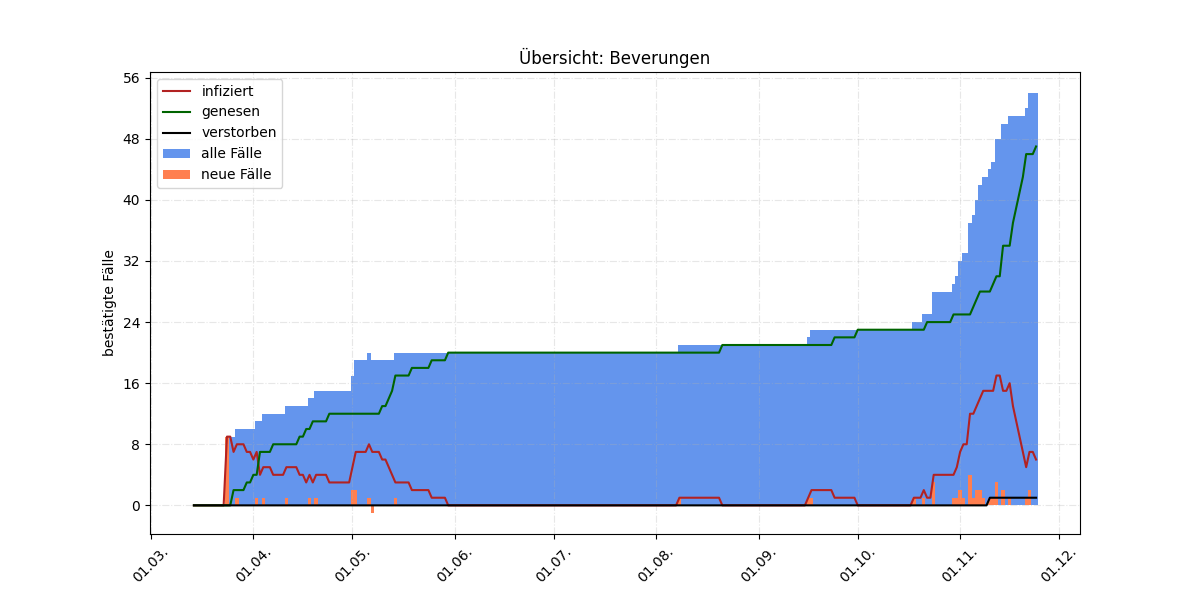 Übersicht: Beverungen
infiziert
genesen
verstorben
alle Fälle
neue Fälle
bestätigte Fälle
56
48
40
32
24
16
8
0
01.03.
01.04.
01.05.
01.06.
01.07.
01.08.
01.09.
01.10.
01.11.
01.12.